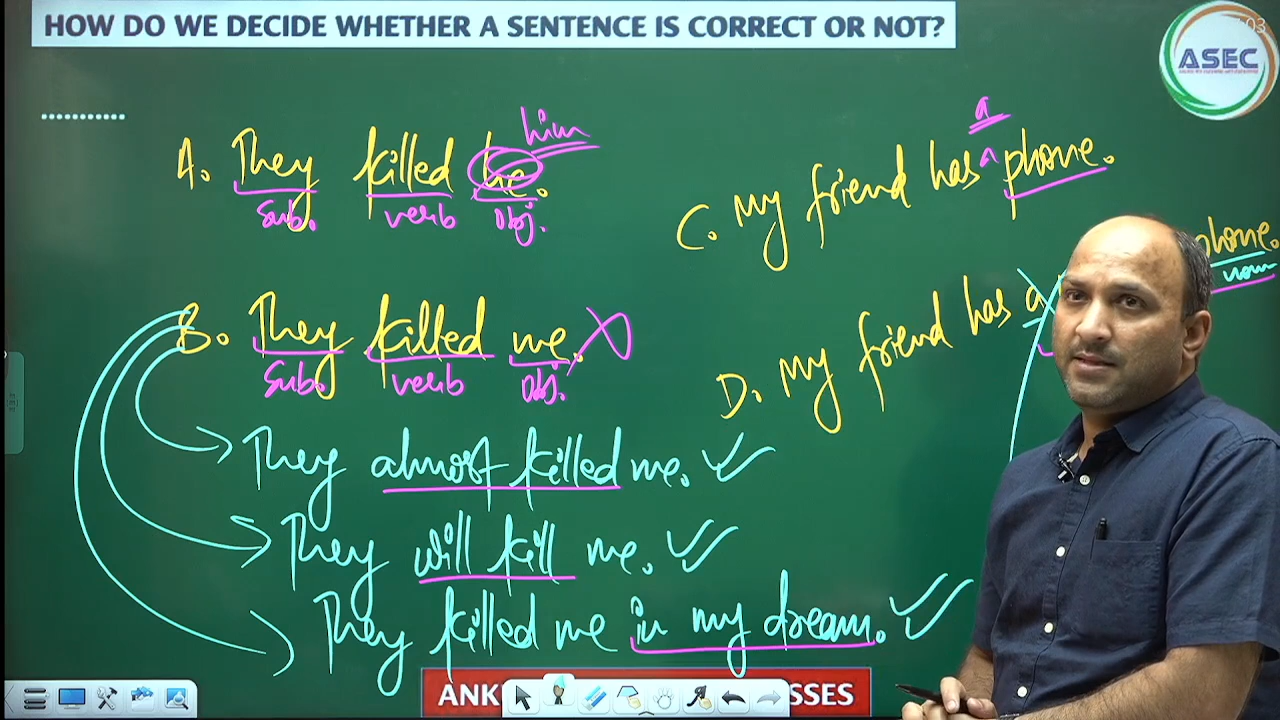 HOW DO WE DECIDE WHETHER A SENTENCE IS CORRECT OR NOT?
ASEC
him
A. They killed he.
Sub. verb Obj.
a
C. My friend has phone.
B. They killed me.
Sub. verb Obj.
D. My friend has a phone.
noun
They almost killed me.
They will kill me.
They killed me in my dream.
ANK SSES